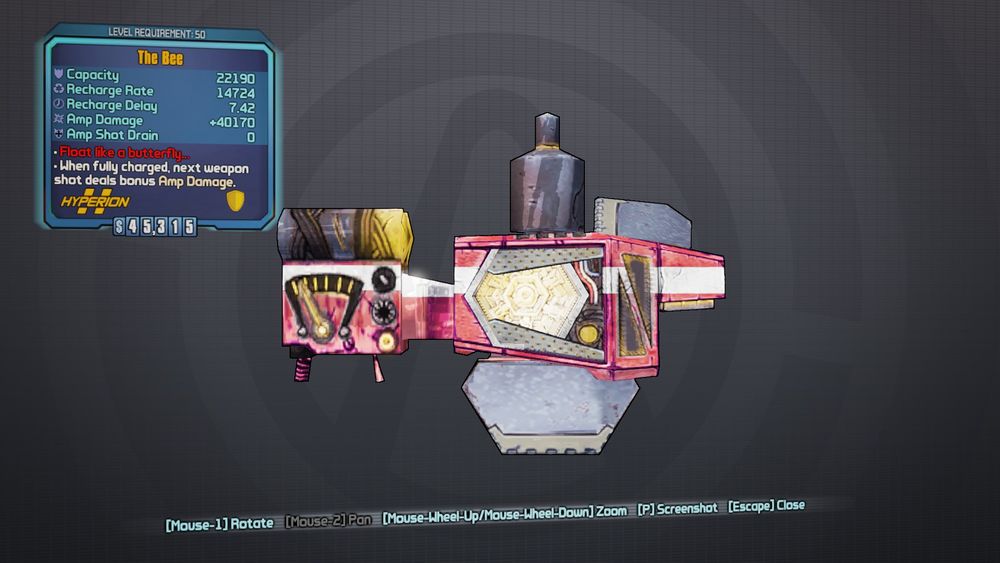 LEVEL REQUIREMENT: 50
The Bee
Capacity 22190
Recharge Rate 14724
Recharge Delay 7.42
Amp Damage +40170
Amp Shot Drain 0
• Float like a butterfly...
• When fully charged, next weapon
shot deals bonus Amp Damage.
HYPERION
$45,315
[Mouse-1] Rotate [Mouse-2] Pan [Mouse-Wheel-Up/Mouse-Wheel-Down] Zoom [P] Screenshot [Escape] Close